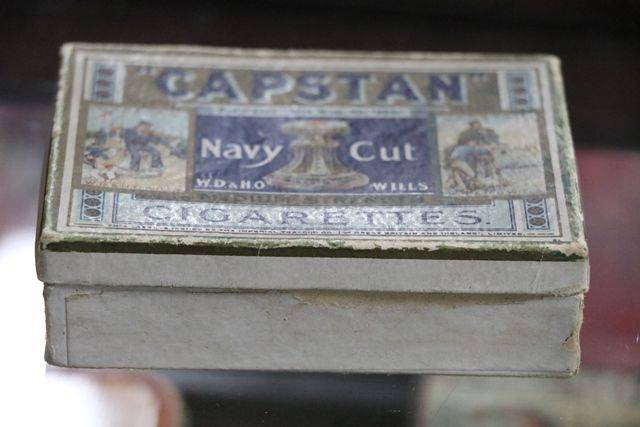 "CAPSTAN"
Navy Cut
W.D. & H.O. WILLS
CIGARETTES.